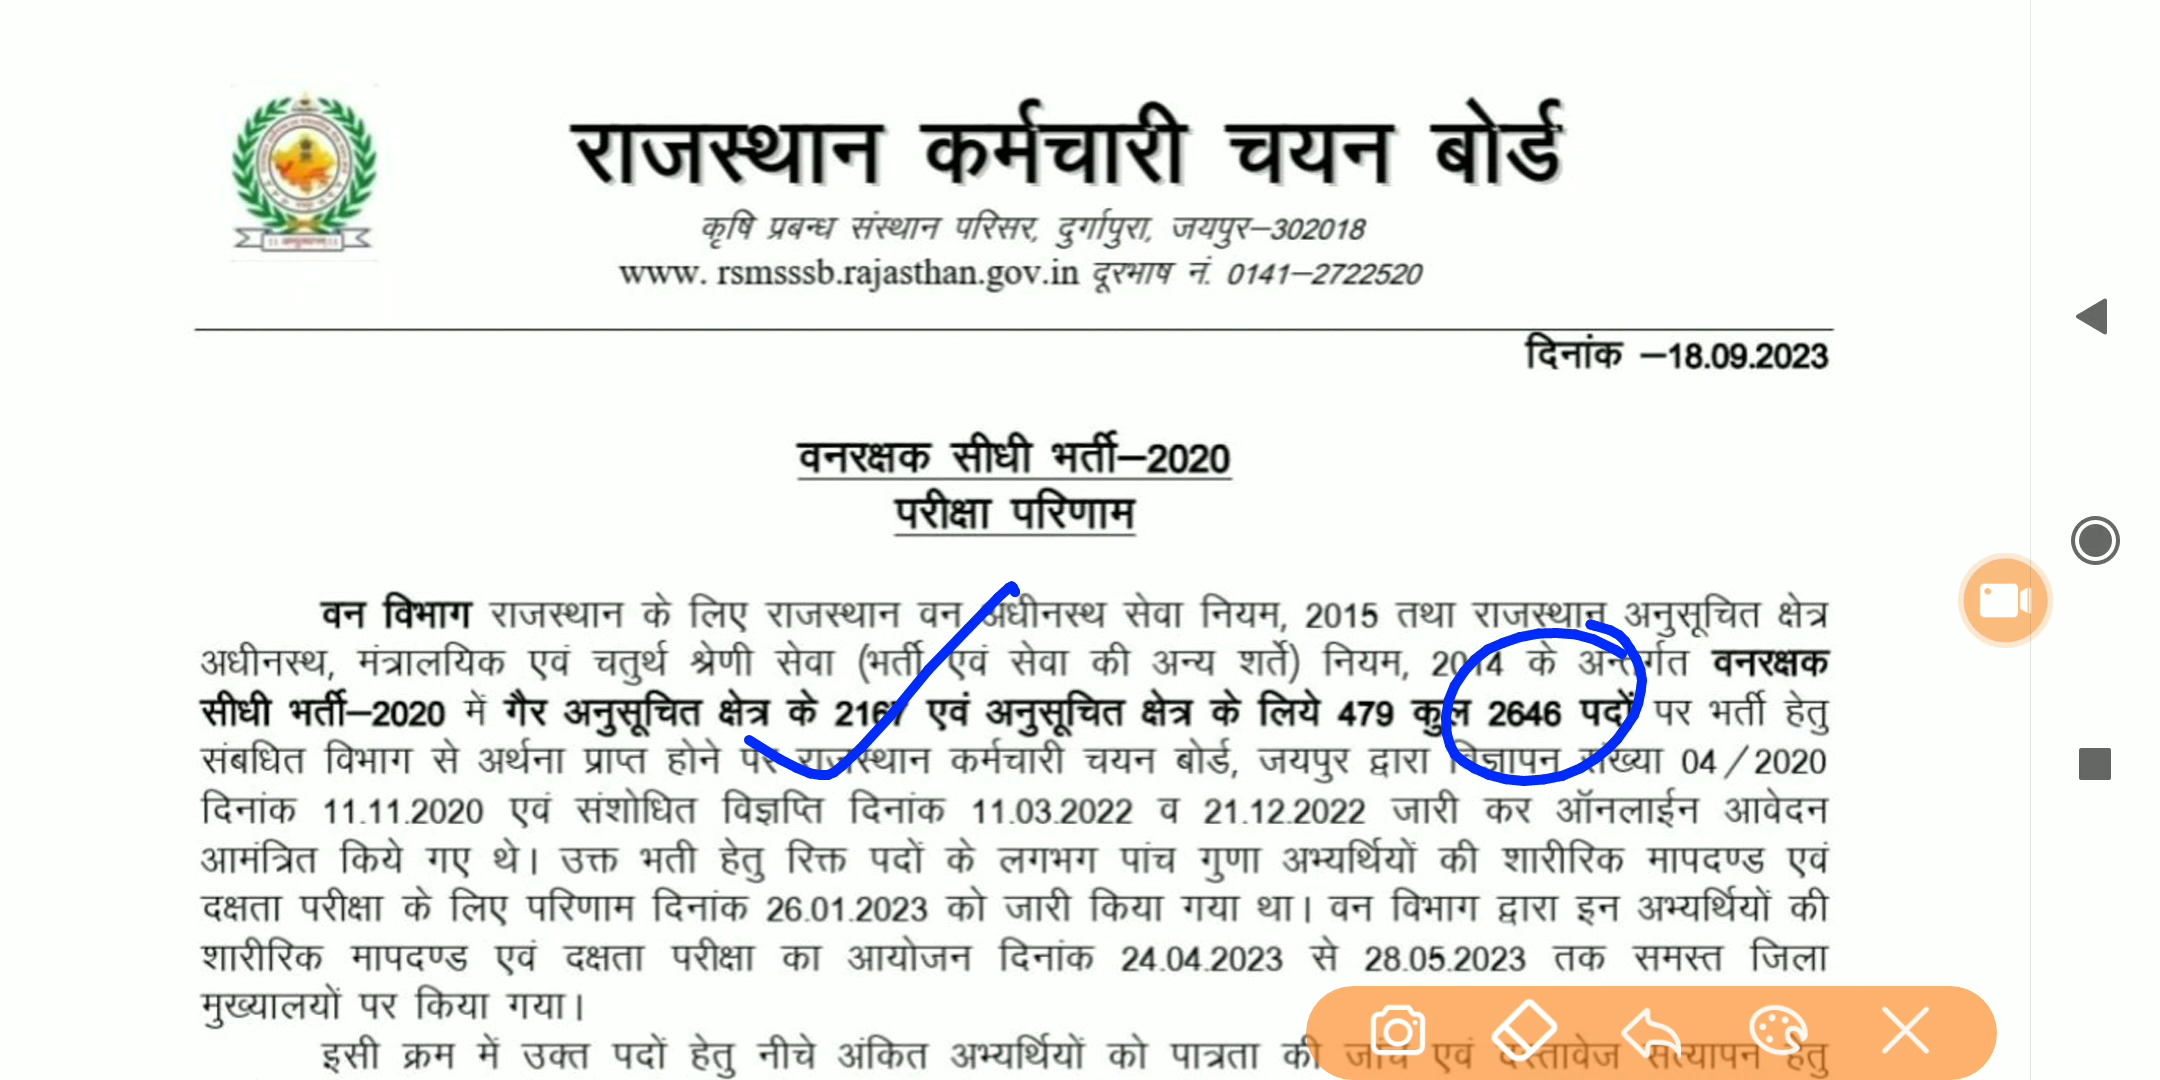 राजस्थान कर्मचारी चयन बोर्ड
कृषि प्रबन्ध संस्थान परिसर, दुर्गापुरा, जयपुर–302018
www. rsmsssb.rajasthan.gov.in दूरभाष नं. 0141–2722520
दिनांक –18.09.2023
वनरक्षक सीधी भर्ती–2020
परीक्षा परिणाम
वन विभाग राजस्थान के लिए राजस्थान वन अधीनस्थ सेवा नियम, 2015 तथा राजस्थान अनुसूचित क्षेत्र
अधीनस्थ, मंत्रालयिक एवं चतुर्थ श्रेणी सेवा (भर्ती एवं सेवा की अन्य शर्ते) नियम, 2014 के अन्तर्गत वनरक्षक
सीधी भर्ती–2020 में गैर अनुसूचित क्षेत्र के 2167 एवं अनुसूचित क्षेत्र के लिये 479 कुल 2646 पदों पर भर्ती हेतु
संबधित विभाग से अर्थना प्राप्त होने पर राजस्थान कर्मचारी चयन बोर्ड, जयपुर द्वारा विज्ञापन संख्या 04/2020
दिनांक 11.11.2020 एवं संशोधित विज्ञप्ति दिनांक 11.03.2022 व 21.12.2022 जारी कर ऑनलाईन आवेदन
आमंत्रित किये गए थे। उक्त भती हेतु रिक्त पदों के लगभग पांच गुणा अभ्यर्थियों की शारीरिक मापदण्ड एवं
दक्षता परीक्षा के लिए परिणाम दिनांक 26.01.2023 को जारी किया गया था। वन विभाग द्वारा इन अभ्यर्थियों की
शारीरिक मापदण्ड एवं दक्षता परीक्षा का आयोजन दिनांक 24.04.2023 से 28.05.2023 तक समस्त जिला
मुख्यालयों पर किया गया।
इसी क्रम में उक्त पदों हेतु नीचे अंकित अभ्यर्थियों को पात्रता की जांच एवं दस्तावेज सत्यापन हेतु